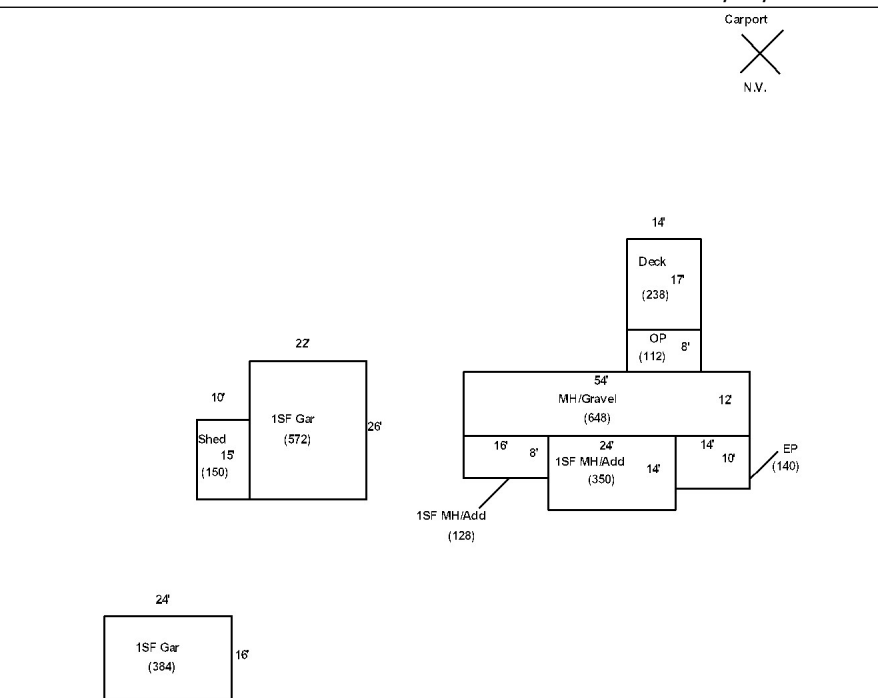 Carport
N.V.
14'
Deck
17'
(238)
OP
8'
(112)
54'
MH/Gravel
12'
(648)
16'
8'
24'
1SF MH/Add
14'
(350)
14'
10'
EP
(140)
1SF MH/Add
(128)
22'
10'
1SF Gar
(572)
26'
Shed
15'
(150)
24'
1SF Gar
(384)
16'